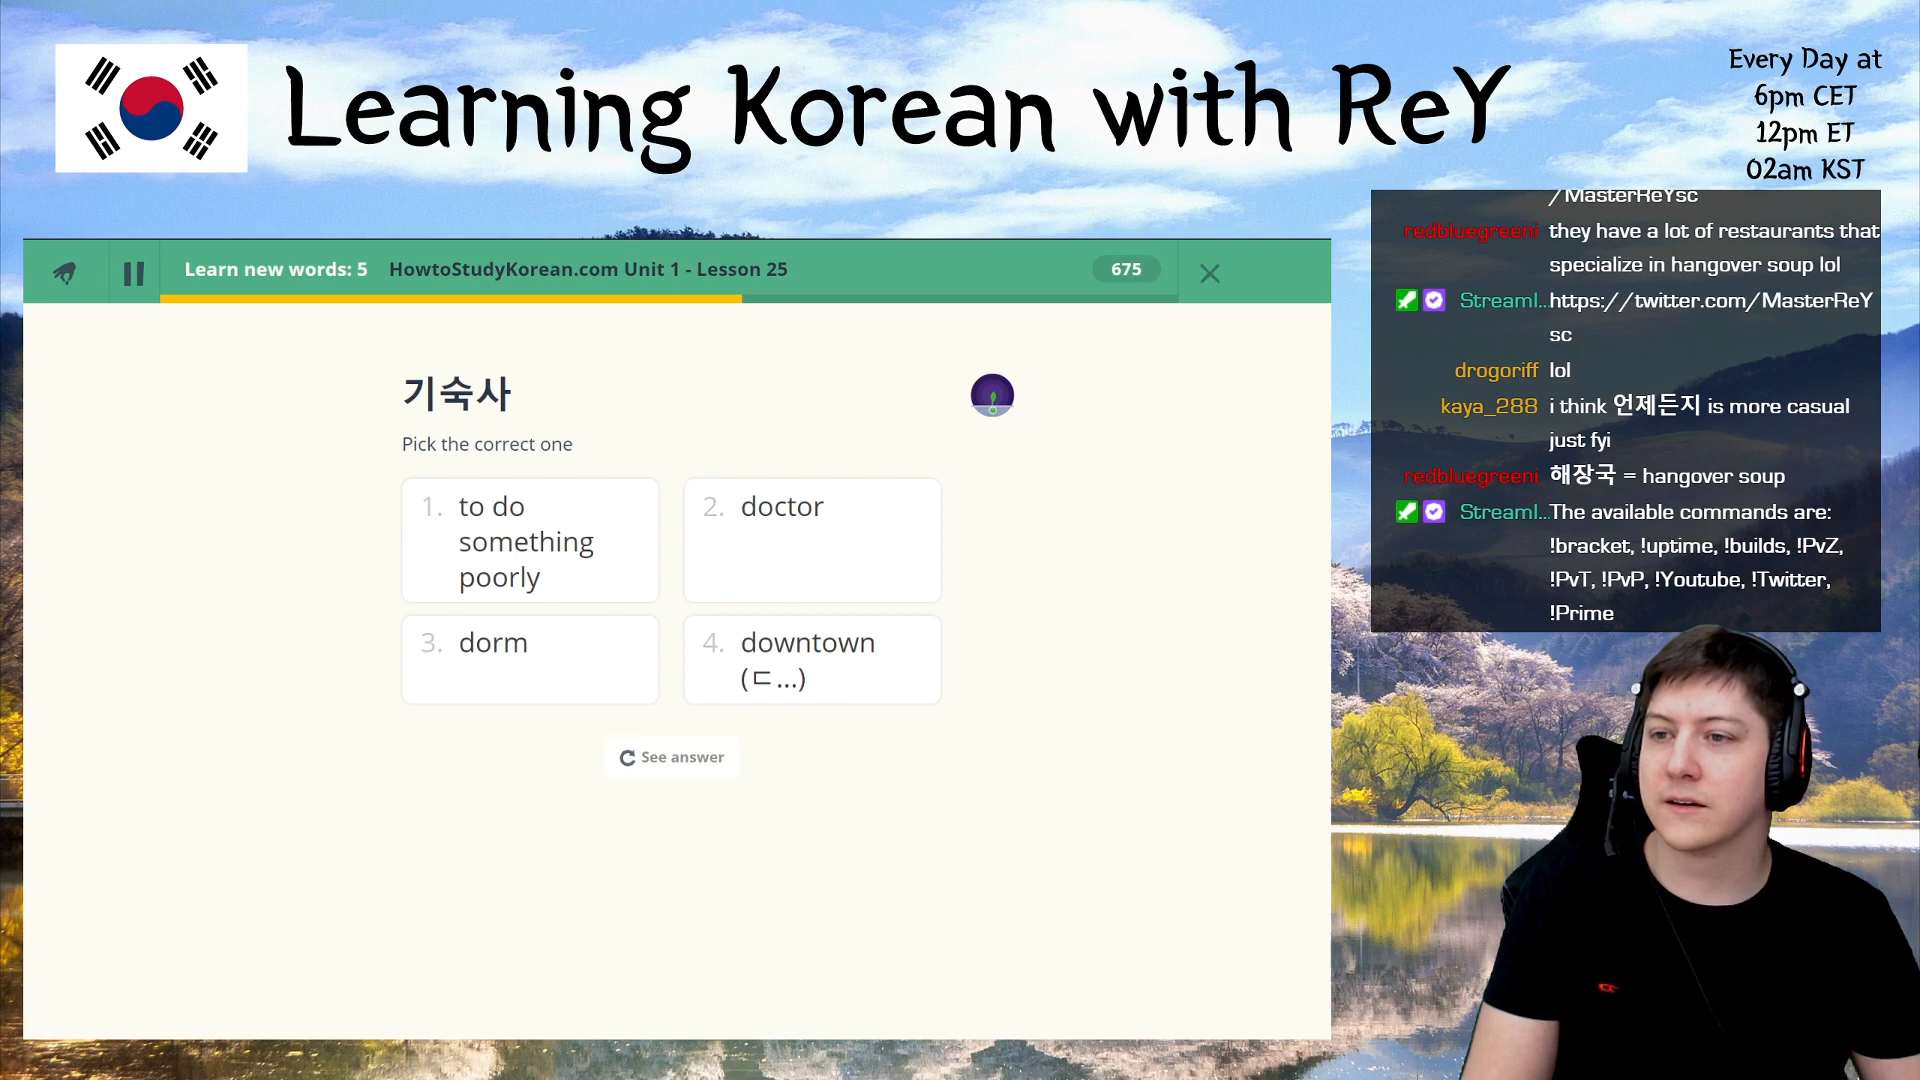 Learning Korean with ReY
Every Day at
6pm CET
12pm ET
02am KST
Learn new words: 5 HowtoStudyKorean.com Unit 1 - Lesson 25 675
기숙사
Pick the correct one
1. to do
something
poorly
2. doctor
3. dorm
4. downtown
(ㄷ...)
See answer
/MasterReYsc
redbluegreeni they have a lot of restaurants that
specialize in hangover soup lol
Streaml...https://twitter.com/MasterReY
sc
drogoriff lol
kaya_288 i think 언제든지 is more casual
just fyi
redbluegreeni 해장국 = hangover soup
Streaml...The available commands are:
!bracket, !uptime, !builds, !PvZ,
!PvT, !PvP, !Youtube, !Twitter,
!Prime